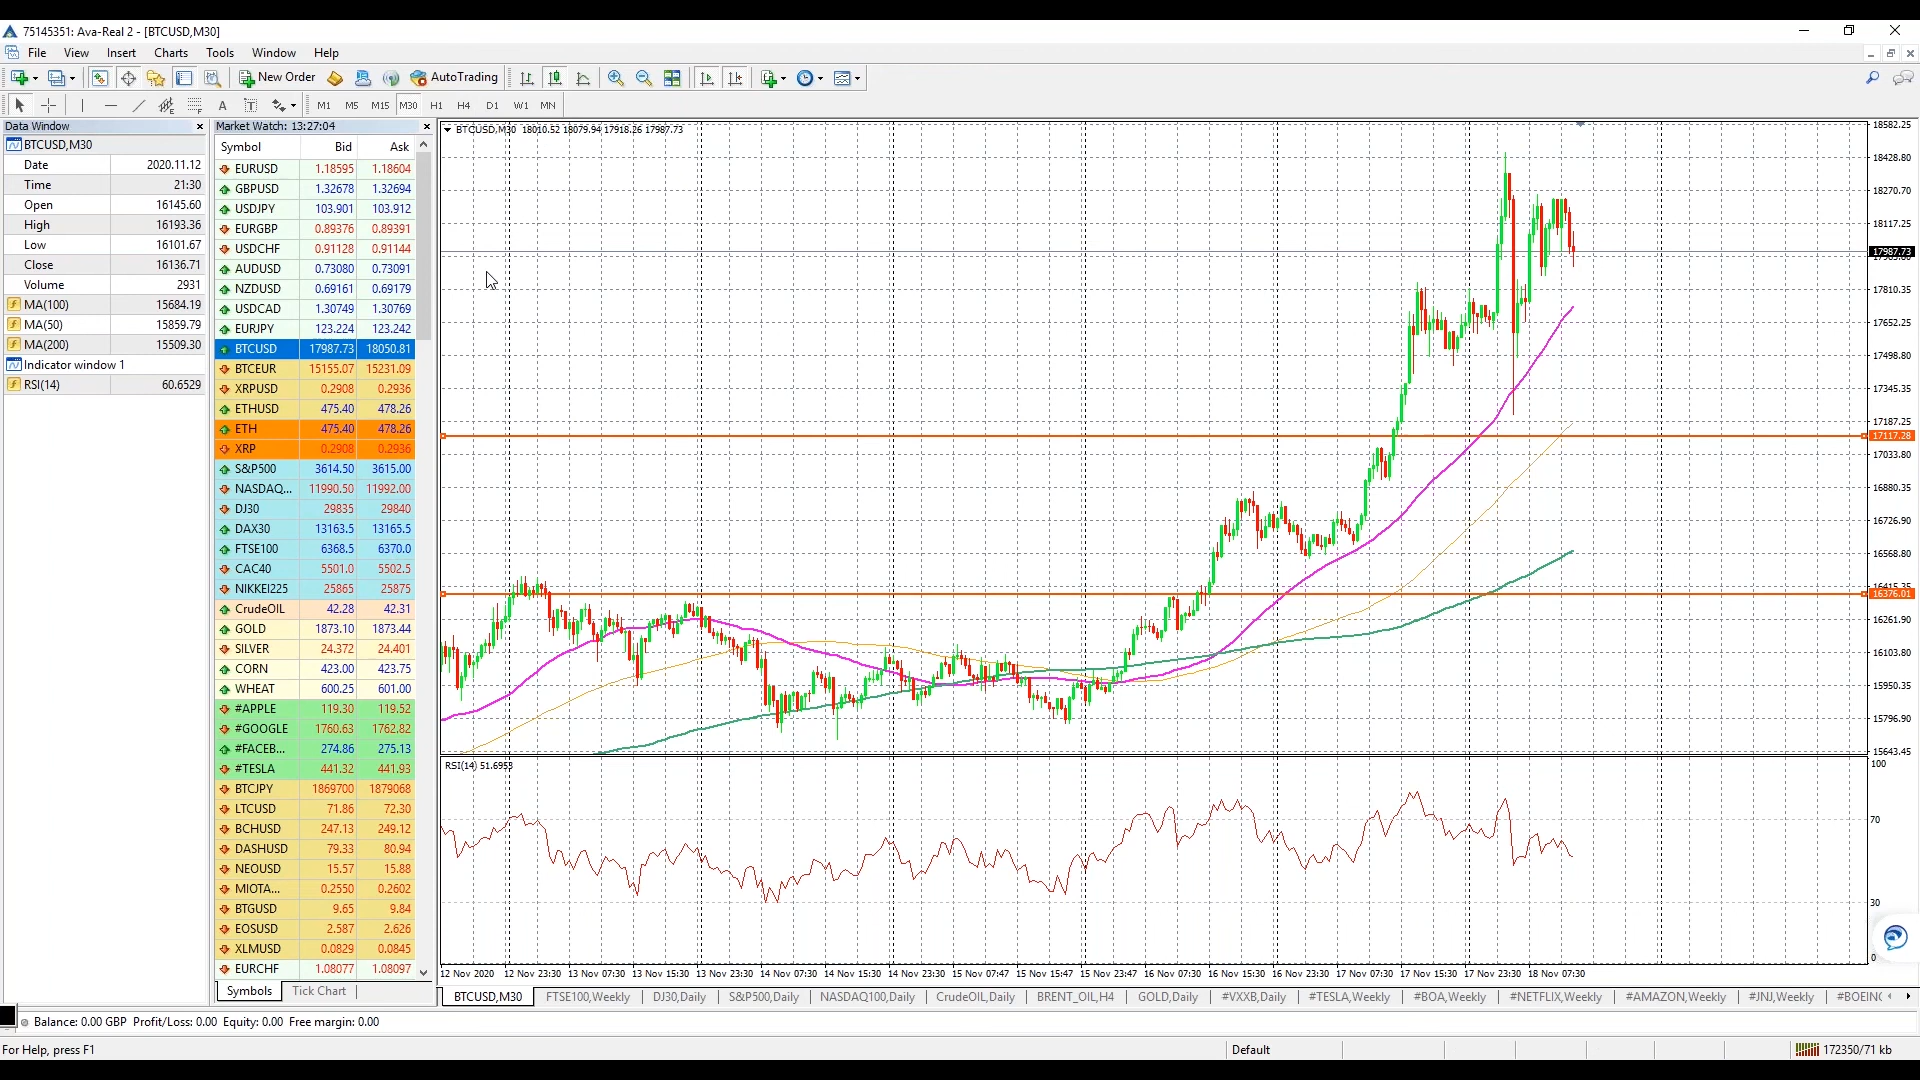 75145351: Ava-Real 2 - [BTCUSD,M30]
File View Insert Charts Tools Window Help
New Order AutoTrading
A T M1 M5 M15 M30 H1 H4 D1 W1 MN
Data Window
BTCUSD,M30
Date 2020.11.12
Time 21:30
Open 16145.60
High 16193.36
Low 16101.67
Close 16136.71
Volume 2931
MA(100) 15684.19
MA(50) 15859.79
MA(200) 15509.30
Indicator window 1
RSI(14) 60.6529
Market Watch: 13:27:04
Symbol Bid Ask
EURUSD 1.18595 1.18604
GBPUSD 1.32678 1.32694
USDJPY 103.901 103.912
EURGBP 0.89376 0.89391
USDCHF 0.91128 0.91144
AUDUSD 0.73080 0.73091
NZDUSD 0.69161 0.69179
USDCAD 1.30749 1.30769
EURJPY 123.224 123.242
BTCUSD 17987.73 18050.81
BTCEUR 15155.07 15231.09
XRPUSD 0.2908 0.2936
ETHUSD 475.40 478.26
ETH 475.40 478.26
XRP 0.2908 0.2936
S&P500 3614.50 3615.00
NASDAQ... 11990.50 11992.00
DJ30 29835 29840
DAX30 13163.5 13165.5
FTSE100 6368.5 6370.0
CAC40 5501.0 5502.5
NIKKEI225 25865 25875
CrudeOIL 42.28 42.31
GOLD 1873.10 1873.44
SILVER 24.372 24.401
CORN 423.00 423.75
WHEAT 600.25 601.00
#APPLE 119.30 119.52
#GOOGLE 1760.63 1762.82
#FACEB... 274.86 275.13
#TESLA 441.32 441.93
BTCJPY 1869700 1879068
LTCUSD 71.86 72.30
BCHUSD 247.13 249.12
DASHUSD 79.33 80.94
NEOUSD 15.57 15.88
MIOTA... 0.2550 0.2602
BTGUSD 9.65 9.84
EOSUSD 2.587 2.626
XLMUSD 0.0829 0.0845
EURCHF 1.08077 1.08097
Symbols Tick Chart
BTCUSD,M30 18010.52 18079.94 17918.26 17987.73
18582.25
18428.80
18270.70
18117.25
17987.73
17810.35
17652.25
17498.80
17345.35
17187.25
17117.28
17033.80
16880.35
16726.90
16568.80
16415.35
16376.01
16261.90
16103.80
15950.35
15796.90
15643.45
RSI(14) 51.6953
100
70
30
0
12 Nov 2020 12 Nov 23:30 13 Nov 07:30 13 Nov 15:30 13 Nov 23:30 14 Nov 07:30 14 Nov 15:30 14 Nov 23:30 15 Nov 07:47 15 Nov 15:47 15 Nov 23:47 16 Nov 07:30 16 Nov 15:30 16 Nov 23:30 17 Nov 07:30 17 Nov 15:30 17 Nov 23:30 18 Nov 07:30
BTCUSD,M30 FTSE100,Weekly DJ30,Daily S&P500,Daily NASDAQ100,Daily CrudeOIL,Daily BRENT_OIL,H4 GOLD,Daily #VXXB,Daily #TESLA,Weekly #BOA,Weekly #NETFLIX,Weekly #AMAZON,Weekly #JNJ,Weekly #BOEIN
Balance: 0.00 GBP Profit/Loss: 0.00 Equity: 0.00 Free margin: 0.00
For Help, press F1 Default 172350/71 kb